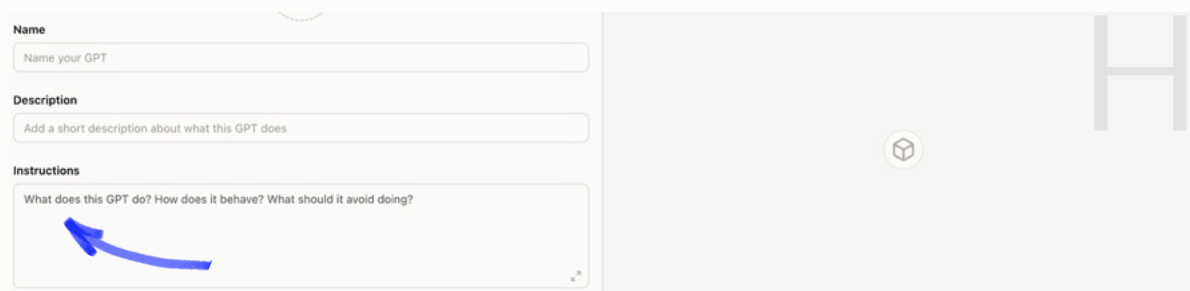 Name
Name your GPT
Description
Add a short description about what this GPT does
Instructions
What does this GPT do? How does it behave? What should it avoid doing?
H